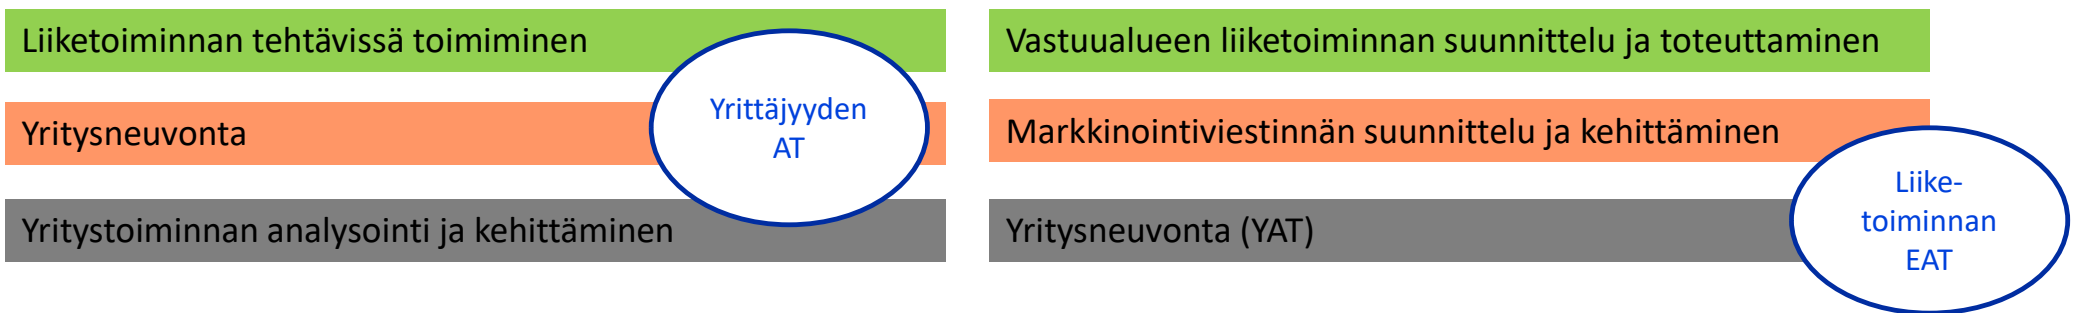 Liiketoiminnan tehtävissä toimiminen
Yritysneuvonta
Yritystoiminnan analysointi ja kehittäminen
Yrittäjyyden
AT
Vastuualueen liiketoiminnan suunnittelu ja toteuttaminen
Markkinointiviestinnän suunnittelu ja kehittäminen
Yritysneuvonta (YAT)
Liike-
toiminnan
EAT